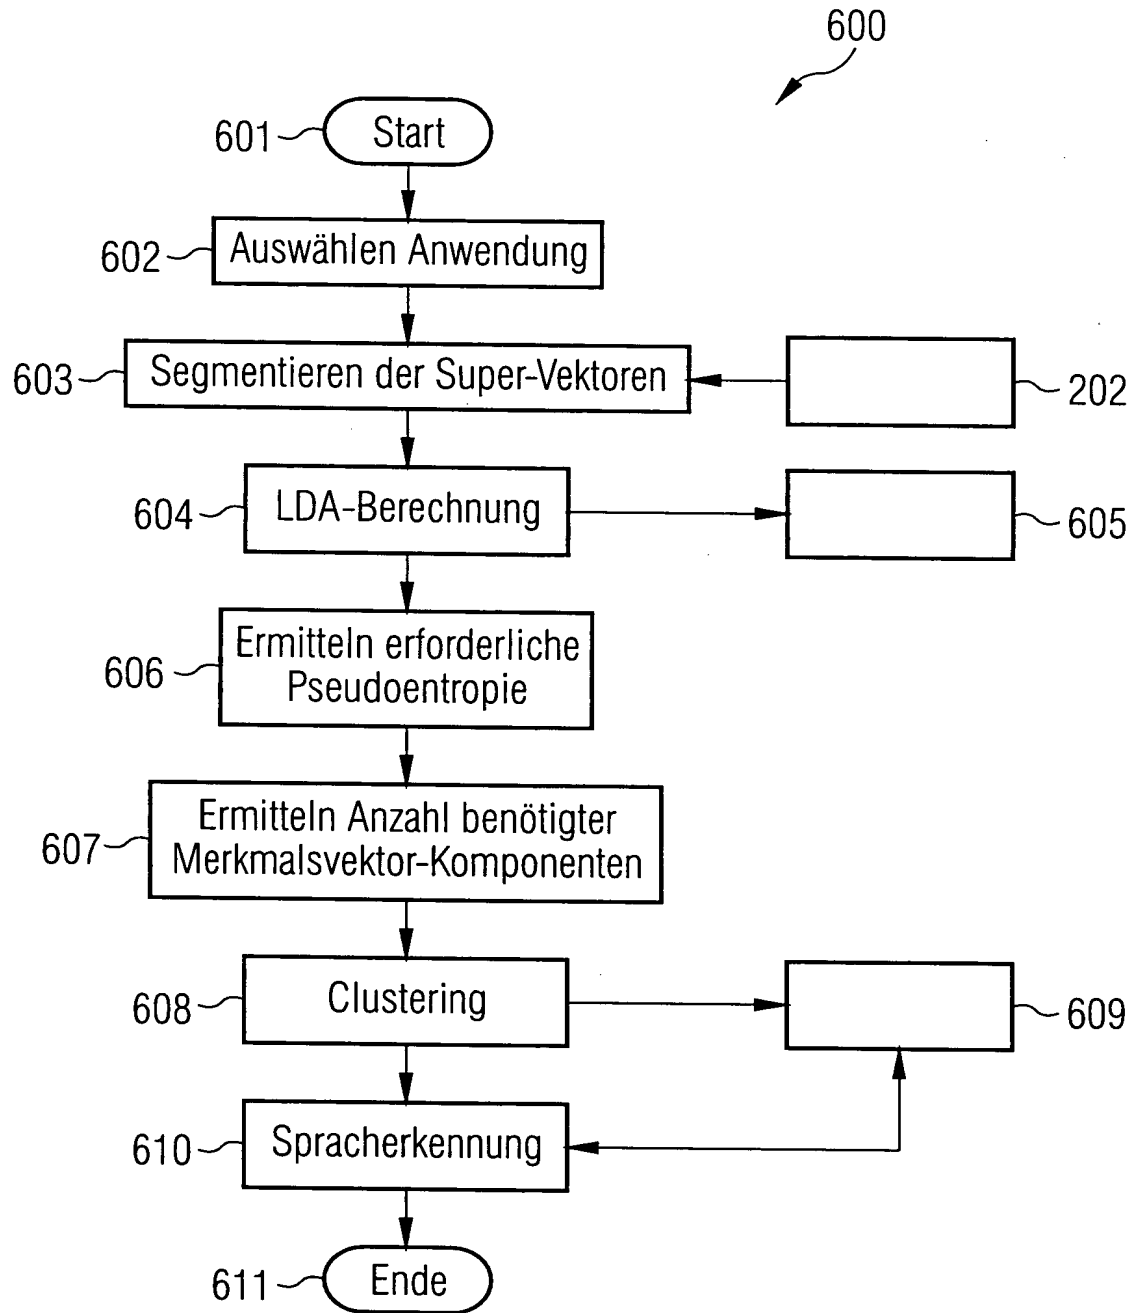 600
601
Start
602
Auswählen Anwendung
603
Segmentieren der Super-Vektoren
202
604
LDA-Berechnung
605
606
Ermitteln erforderliche
Pseudoentropie
607
Ermitteln Anzahl benötigter
Merkmalsvektor-Komponenten
608
Clustering
609
610
Spracherkennung
611
Ende